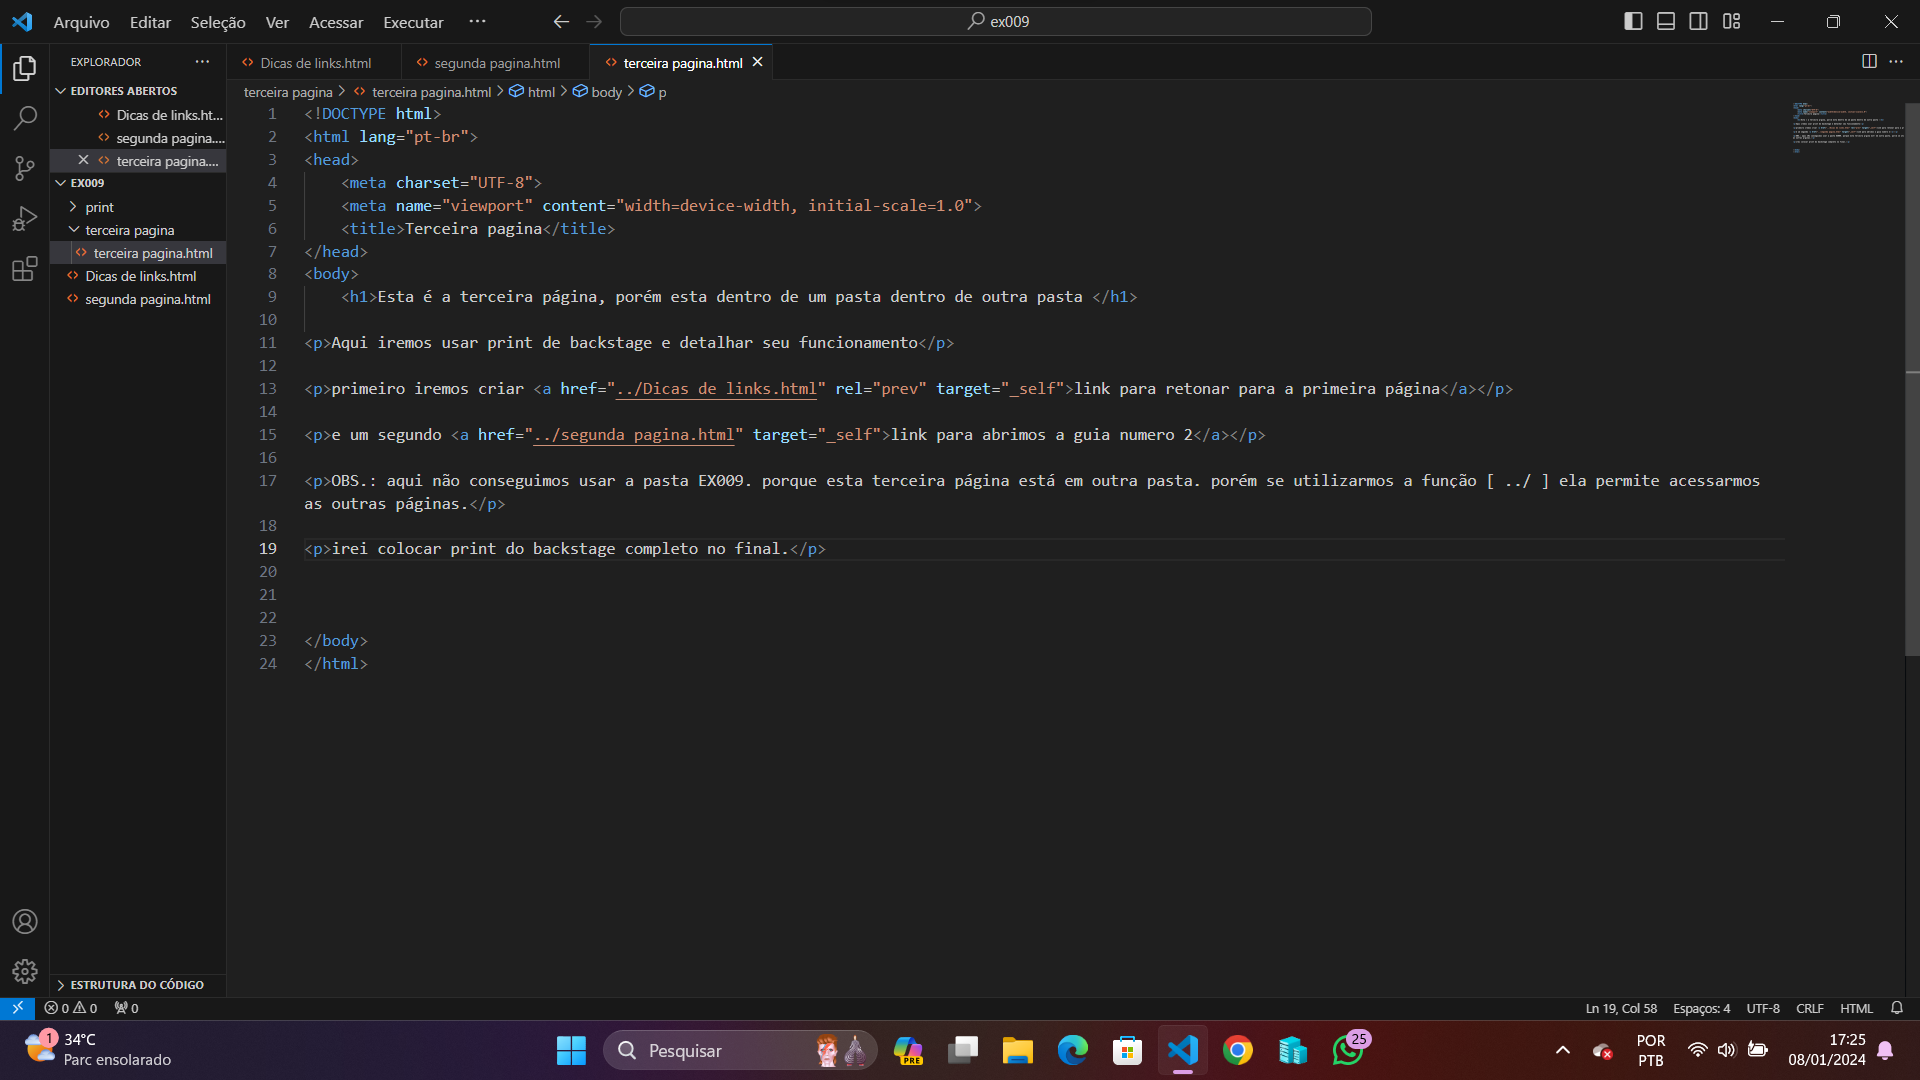 Arquivo Editar Seleção Ver Acessar Executar ··· ex009
EXPLORADOR ···
Dicas de links.html segunda pagina.html terceira pagina.html
EDITORES ABERTOS
Dicas de links.ht...
segunda pagina....
terceira pagina....
EX009
print
terceira pagina
terceira pagina.html
Dicas de links.html
segunda pagina.html
ESTRUTURA DO CÓDIGO
terceira pagina > terceira pagina.html > html > body > p
1 <!DOCTYPE html>
2 <html lang="pt-br">
3 <head>
4 <meta charset="UTF-8">
5 <meta name="viewport" content="width=device-width, initial-scale=1.0">
6 <title>Terceira pagina</title>
7 </head>
8 <body>
9 <h1>Esta é a terceira página, porém esta dentro de um pasta dentro de outra pasta </h1>
10
11 <p>Aqui iremos usar print de backstage e detalhar seu funcionamento</p>
12
13 <p>primeiro iremos criar <a href="../Dicas de links.html" rel="prev" target="_self">link para retonar para a primeira página</a></p>
14
15 <p>e um segundo <a href="../segunda pagina.html" target="_self">link para abrimos a guia numero 2</a></p>
16
17 <p>OBS.: aqui não conseguimos usar a pasta EX009. porque esta terceira página está em outra pasta. porém se utilizarmos a função [ ../ ] ela permite acessarmos
as outras páginas.</p>
18
19 <p>irei colocar print do backstage completo no final.</p>
20
21
22
23 </body>
24 </html>
0 0 0 Ln 19, Col 58 Espaços: 4 UTF-8 CRLF HTML
1 34°C
Parc ensolarado
Pesquisar
PRE
25
POR
PTB
17:25
08/01/2024